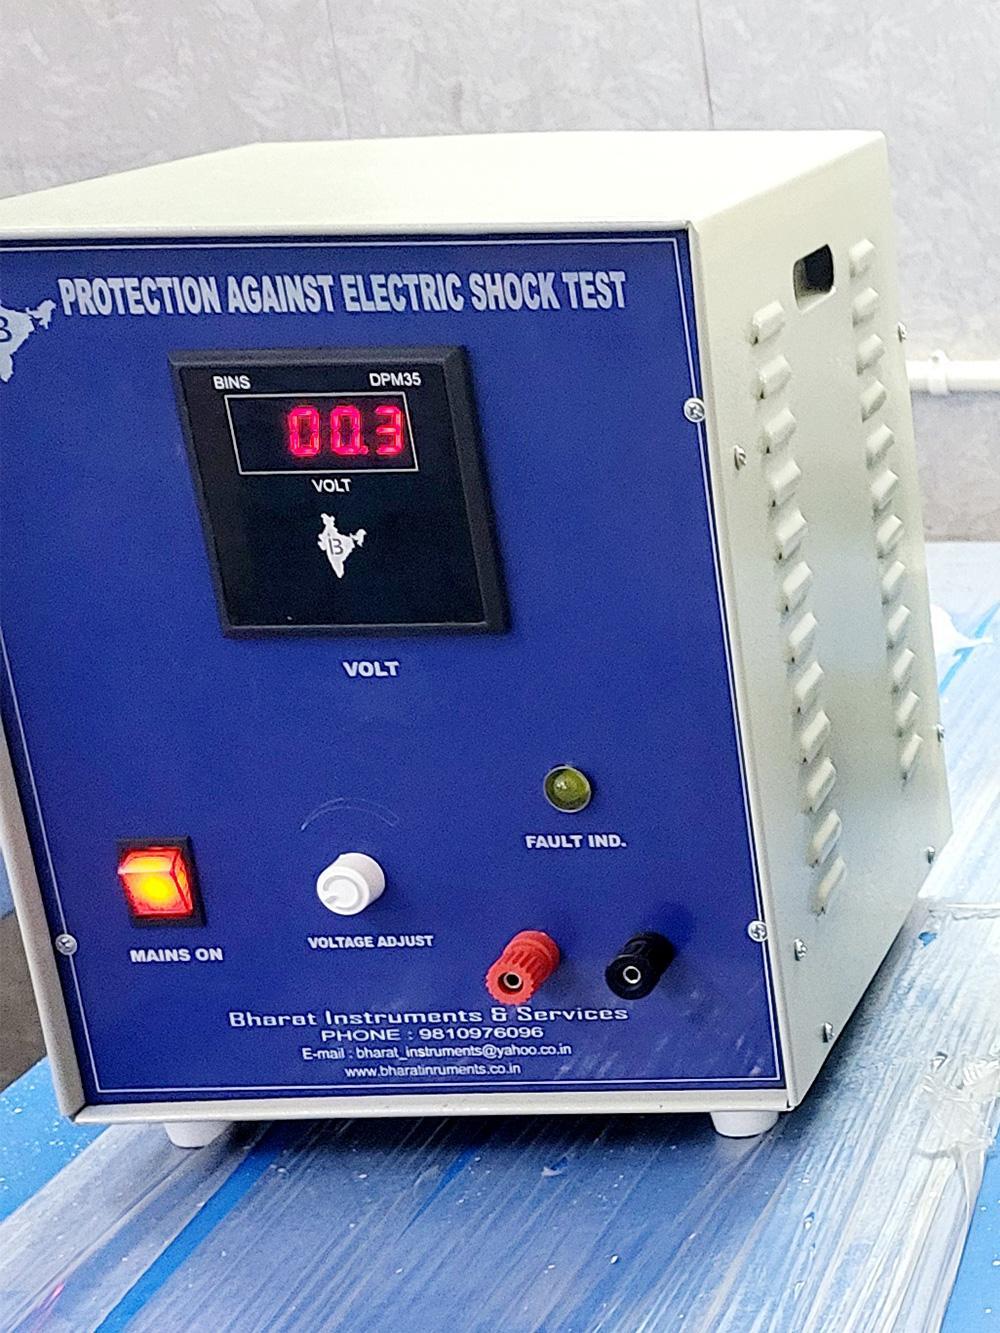 B
PROTECTION AGAINST ELECTRIC SHOCK TEST
BINS DPM35
00.3
VOLT
B
VOLT
FAULT IND.
MAINS ON
VOLTAGE ADJUST
Bharat Instruments & Services
PHONE : 9810976096
E-mail : bharat_instruments@yahoo.co.in
www.bharatinruments.co.in